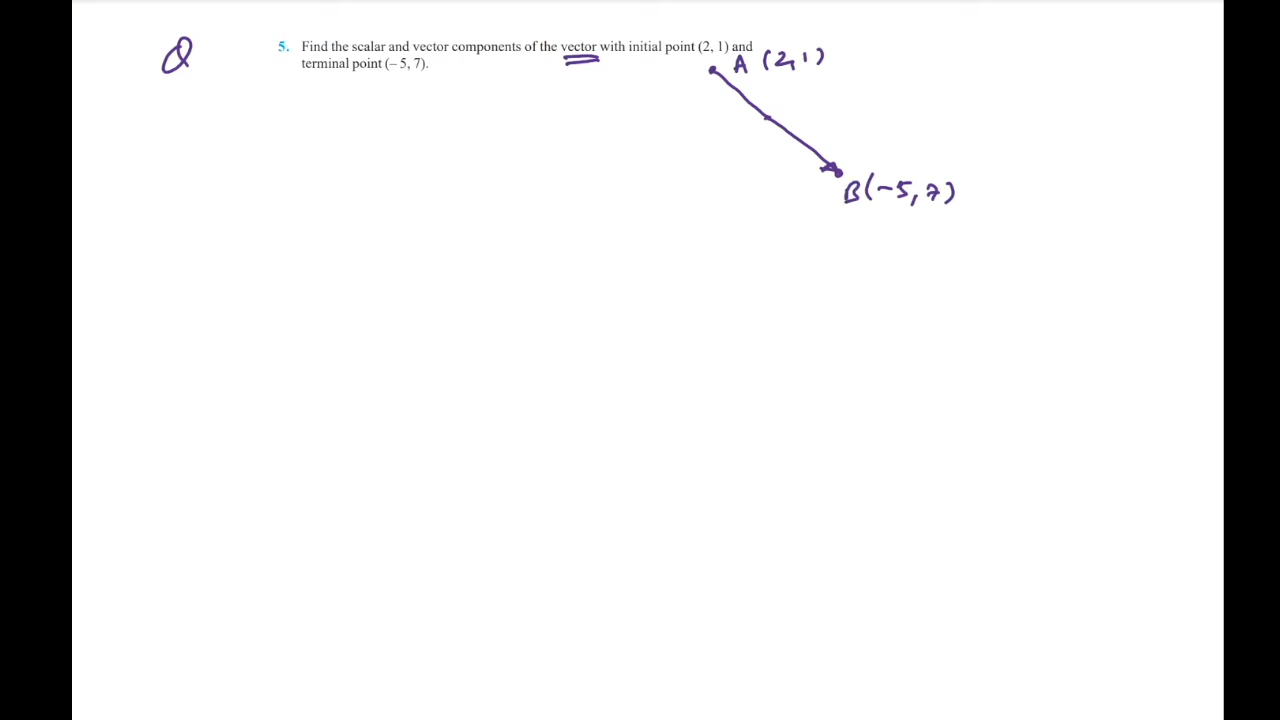 Q
5. Find the scalar and vector components of the vector with initial point (2, 1) and
terminal point (– 5, 7).
A (2,1)
B(-5,7)